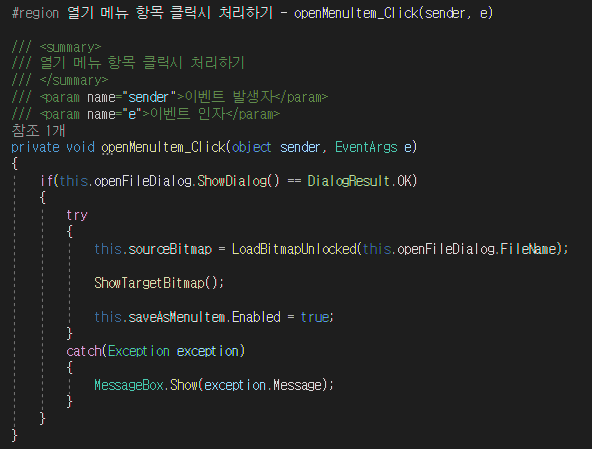 #region 열기 메뉴 항목 클릭시 처리하기 - openMenuItem_Click(sender, e)
/// <summary>
/// 열기 메뉴 항목 클릭시 처리하기
/// </summary>
/// <param name="sender">이벤트 발생자</param>
/// <param name="e">이벤트 인자</param>
참조 1개
private void openMenuItem_Click(object sender, EventArgs e)
{
if(this.openFileDialog.ShowDialog() == DialogResult.OK)
{
try
{
this.sourceBitmap = LoadBitmapUnlocked(this.openFileDialog.FileName);
ShowTargetBitmap();
this.saveAsMenuItem.Enabled = true;
}
catch(Exception exception)
{
MessageBox.Show(exception.Message);
}
}
}